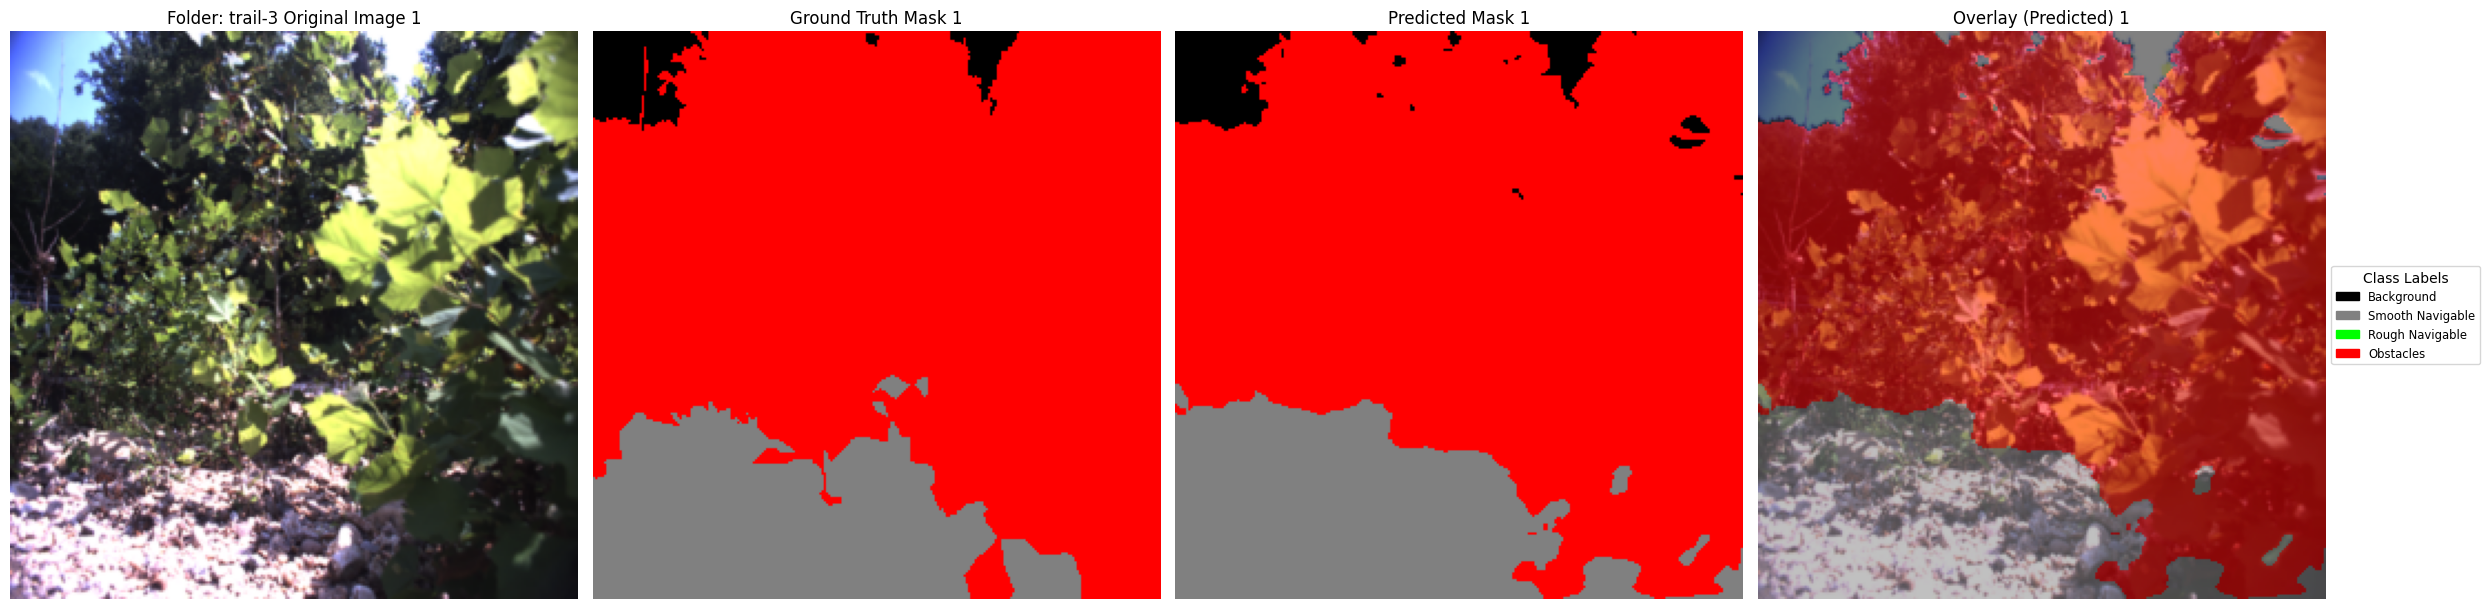 Folder: trail-3 Original Image 1
Ground Truth Mask 1
Predicted Mask 1
Overlay (Predicted) 1
Class Labels
Background
Smooth Navigable
Rough Navigable
Obstacles